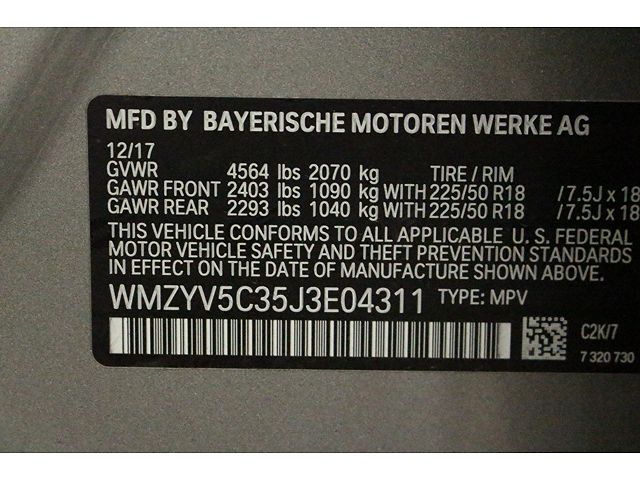 MFD BY BAYERISCHE MOTOREN WERKE AG
12/17
GVWR 4564 lbs 2070 kg TIRE / RIM
GAWR FRONT 2403 lbs 1090 kg WITH 225/50 R18 /7.5J x 18
GAWR REAR 2293 lbs 1040 kg WITH 225/50 R18 /7.5J x 18
THIS VEHICLE CONFORMS TO ALL APPLICABLE U. S. FEDERAL
MOTOR VEHICLE SAFETY AND THEFT PREVENTION STANDARDS
IN EFFECT ON THE DATE OF MANUFACTURE SHOWN ABOVE.
WMZYV5C35J3E04311 TYPE: MPV
C2K/7
7 320 730